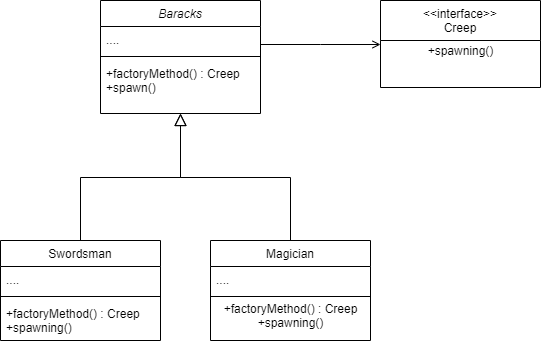 Baracks
....
+factoryMethod() : Creep
+spawn()
<<interface>>
Creep
+spawning()
Swordsman
....
+factoryMethod() : Creep
+spawning()
Magician
....
+factoryMethod() : Creep
+spawning()